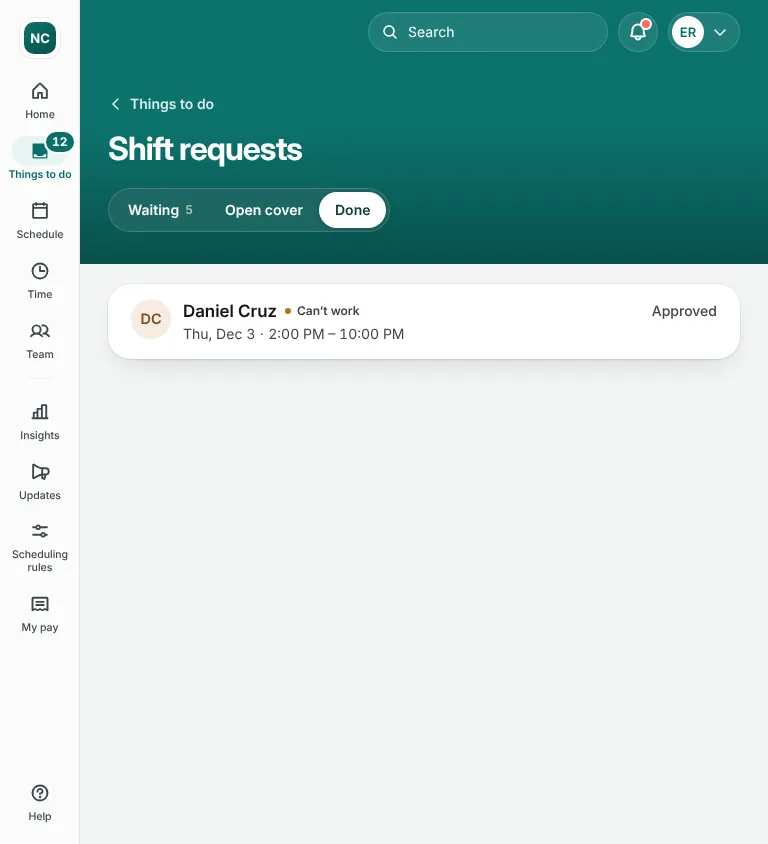 NC
Search
ER
Home
12
Things to do
Schedule
Time
Team
Insights
Updates
Scheduling
rules
My pay
Help
Things to do
Shift requests
Waiting 5
Open cover
Done
DC
Daniel Cruz
Can't work
Approved
Thu, Dec 3 · 2:00 PM – 10:00 PM